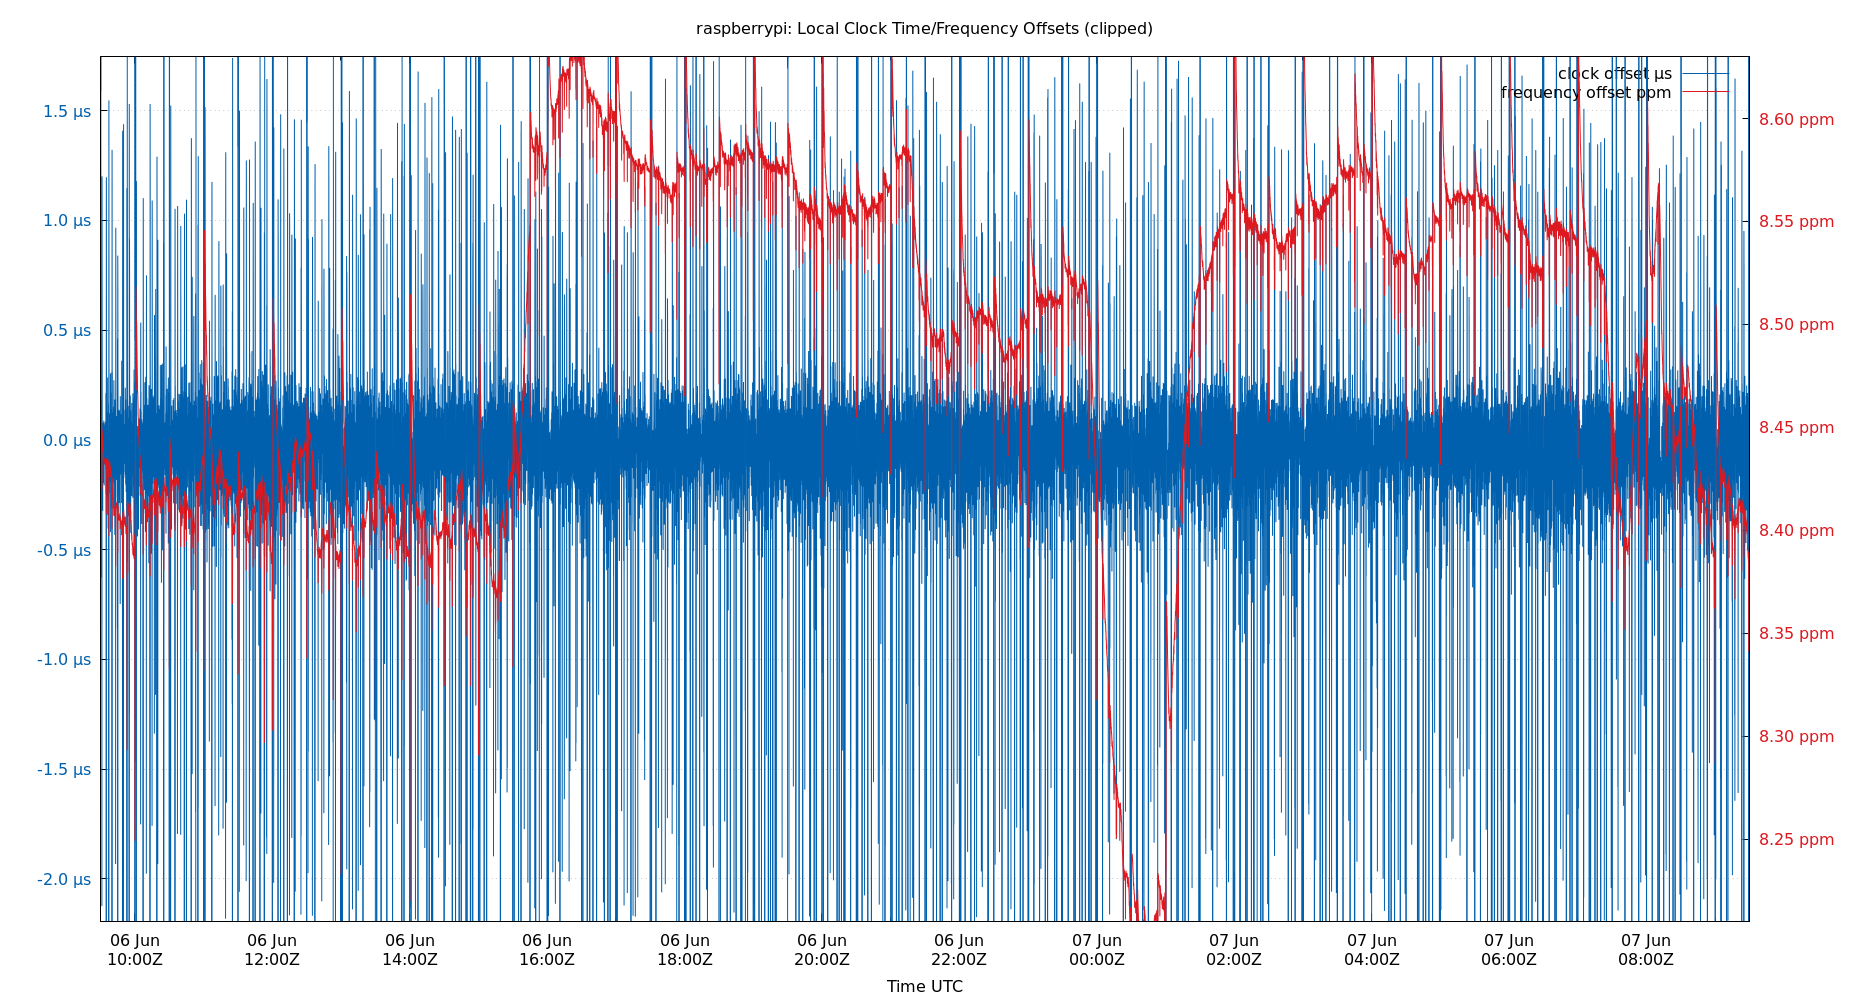 raspberrypi: Local Clock Time/Frequency Offsets (clipped)
clock offset µs
frequency offset ppm
1.5 µs
1.0 µs
0.5 µs
0.0 µs
-0.5 µs
-1.0 µs
-1.5 µs
-2.0 µs
8.60 ppm
8.55 ppm
8.50 ppm
8.45 ppm
8.40 ppm
8.35 ppm
8.30 ppm
8.25 ppm
06 Jun 06 Jun 06 Jun 06 Jun 06 Jun 06 Jun 06 Jun 07 Jun 07 Jun 07 Jun 07 Jun 07 Jun
10:00Z 12:00Z 14:00Z 16:00Z 18:00Z 20:00Z 22:00Z 00:00Z 02:00Z 04:00Z 06:00Z 08:00Z
Time UTC